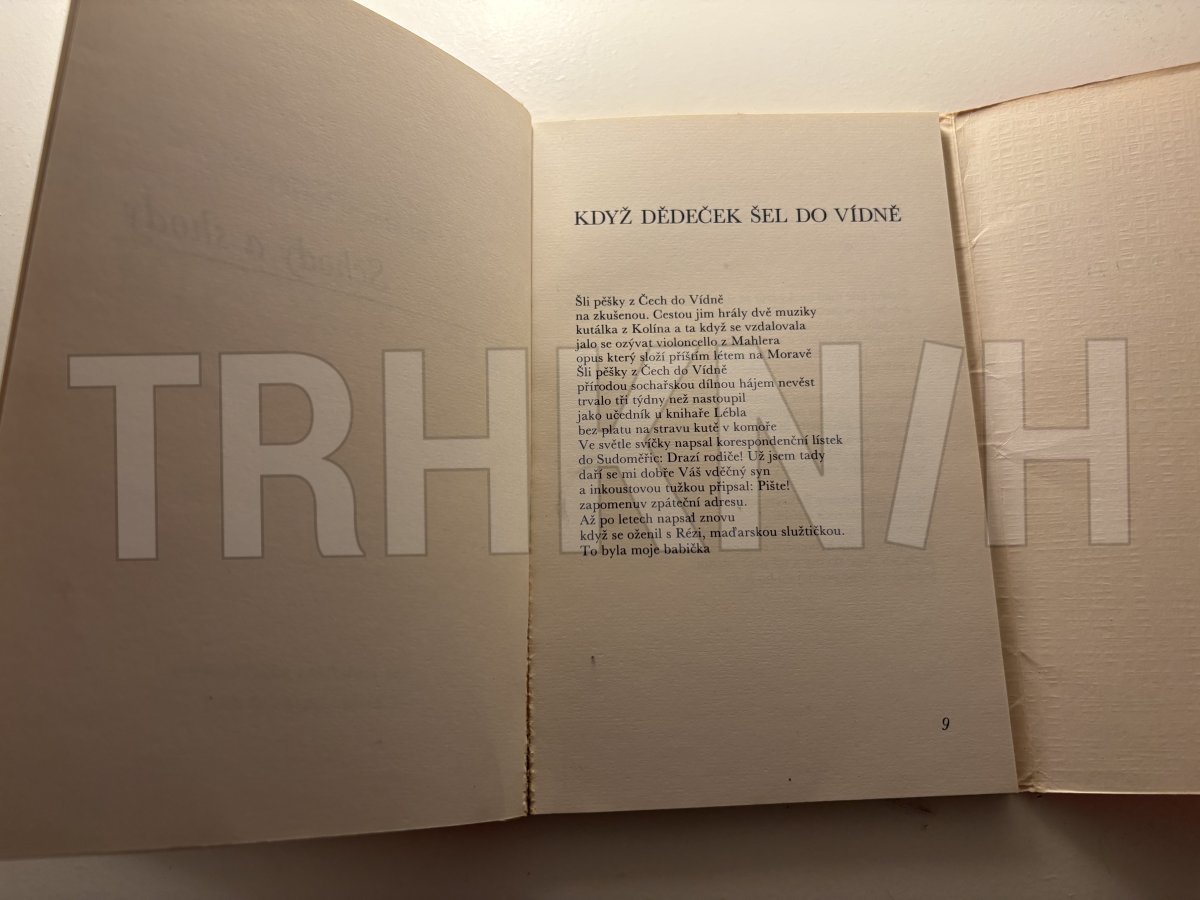 Schody a shody
KDYŽ DĚDEČEK ŠEL DO VÍDNĚ
Šli pěšky z Čech do Vídně
na zkušenou. Cestou jim hrály dvě muziky
kutálka z Kolína a ta když se vzdalovala
jalo se ozývat violoncello z Mahlera
opus který složí příštím létem na Moravě
Šli pěšky z Čech do Vídně
přírodou sochařskou dílnou hájem nevěst
trvalo tři týdny než nastoupil
jako učedník u knihaře Lébla
bez platu na stravu kutě v komoře
Ve světle svíčky napsal korespondenční lístek
do Sudoměřic: Drazí rodiče! Už jsem tady
daří se mi dobře Váš vděčný syn
a inkoustovou tužkou připsal: Pište!
zapomenuv zpáteční adresu.
Až po letech napsal znovu
když se oženil s Rézi, maďarskou služtičkou.
To byla moje babička
9
TRHKNI/H